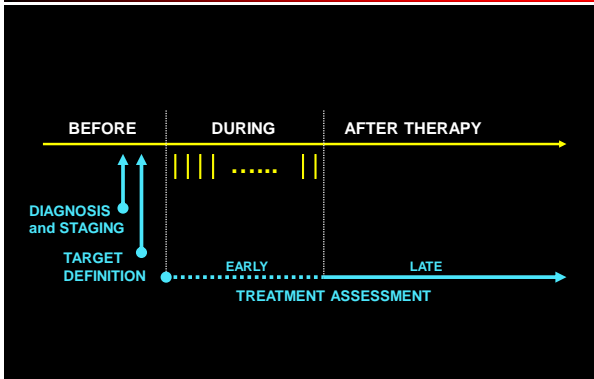 BEFORE DURING AFTER THERAPY
DIAGNOSIS
and STAGING
TARGET
DEFINITION
EARLY LATE
TREATMENT ASSESSMENT